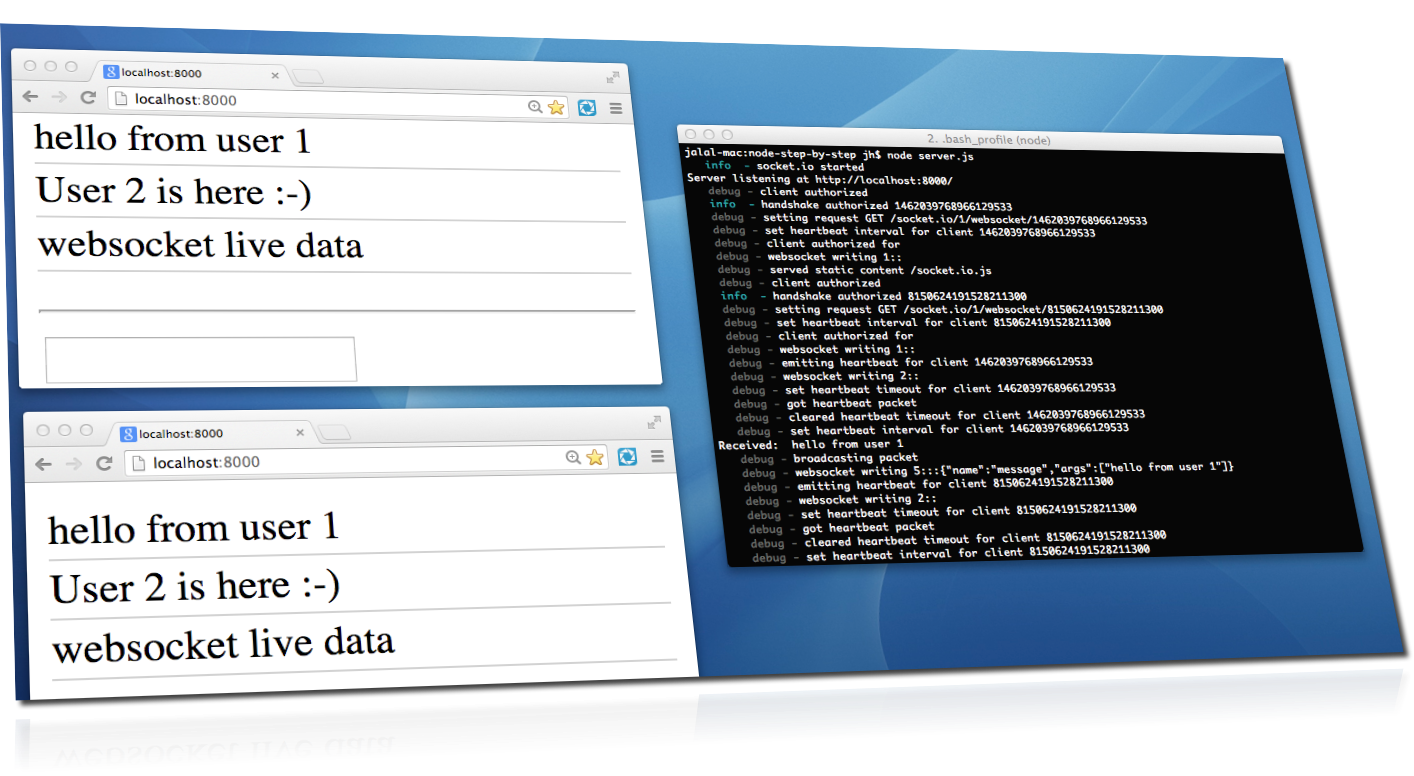 localhost:8000
localhost:8000
hello from user 1
User 2 is here :-)
websocket live data
localhost:8000
localhost:8000
hello from user 1
User 2 is here :-)
websocket live data
2. .bash_profile (node)
jalal-mac:node-step-by-step jh$ node server.js
info - socket.io started
Server listening at http://localhost:8000/
debug - client authorized
info - handshake authorized 1462039768966129533
debug - setting request GET /socket.io/1/websocket/1462039768966129533
debug - set heartbeat interval for client 1462039768966129533
debug - client authorized for
debug - websocket writing 1::
debug - served static content /socket.io.js
debug - client authorized
info - handshake authorized 8150624191528211300
debug - setting request GET /socket.io/1/websocket/8150624191528211300
debug - set heartbeat interval for client 8150624191528211300
debug - client authorized for
debug - websocket writing 1::
debug - emitting heartbeat for client 1462039768966129533
debug - websocket writing 2::
debug - set heartbeat timeout for client 1462039768966129533
debug - got heartbeat packet
debug - cleared heartbeat timeout for client 1462039768966129533
debug - set heartbeat interval for client 1462039768966129533
Received: hello from user 1
debug - broadcasting packet
debug - websocket writing 5:::{"name":"message","args":["hello from user 1"]}
debug - emitting heartbeat for client 8150624191528211300
debug - websocket writing 2::
debug - set heartbeat timeout for client 8150624191528211300
debug - got heartbeat packet
debug - cleared heartbeat timeout for client 8150624191528211300
debug - set heartbeat interval for client 8150624191528211300